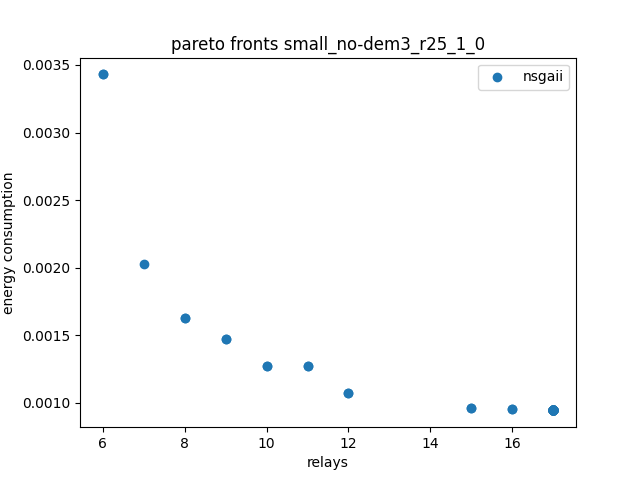 pareto fronts small_no-dem3_r25_1_0
nsgaii
0.0035
0.0030
0.0025
0.0020
0.0015
0.0010
energy consumption
6 8 10 12 14 16
relays